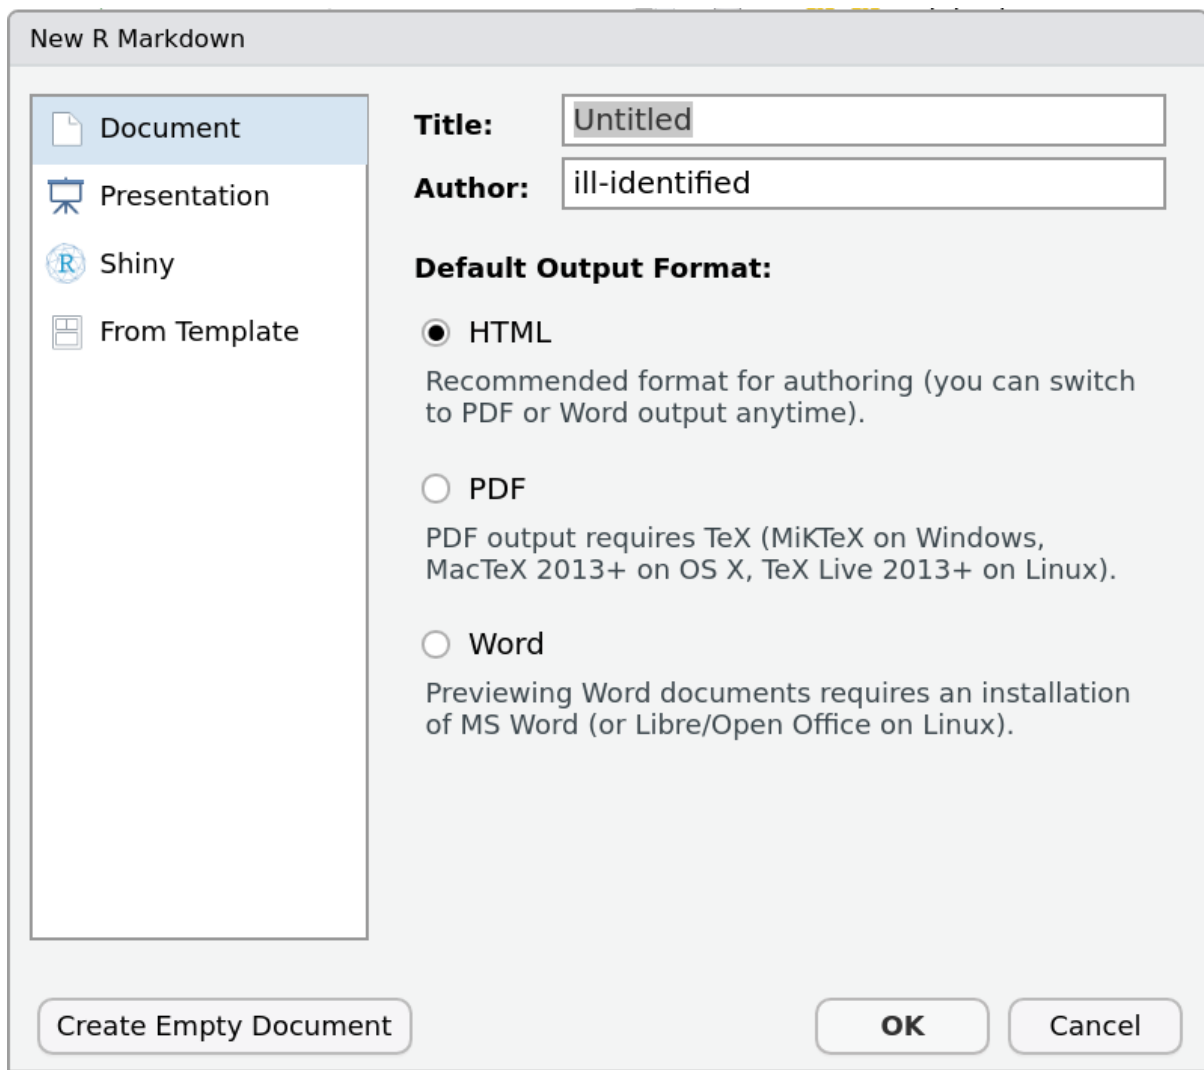 New R Markdown
Document
Presentation
Shiny
From Template
Title: Untitled
Author: ill-identified
Default Output Format:
HTML
Recommended format for authoring (you can switch
to PDF or Word output anytime).
PDF
PDF output requires TeX (MiKTeX on Windows,
MacTeX 2013+ on OS X, TeX Live 2013+ on Linux).
Word
Previewing Word documents requires an installation
of MS Word (or Libre/Open Office on Linux).
Create Empty Document
OK
Cancel